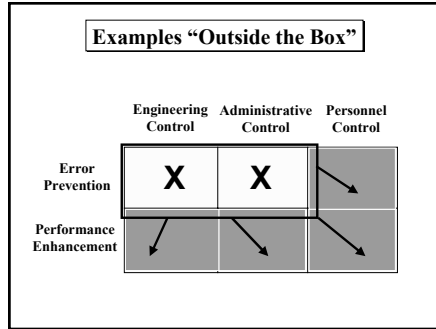 Examples “Outside the Box”
Engineering Administrative Personnel
Control Control Control
Error
Prevention
X X
Performance
Enhancement